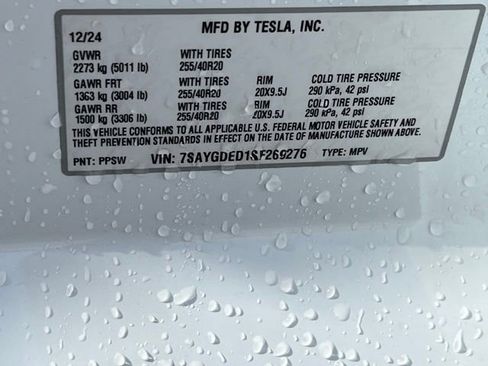 12/24 MFD BY TESLA, INC.
GVWR WITH TIRES
2273 kg (5011 lb) 255/40R20
GAWR FRT WITH TIRES RIM COLD TIRE PRESSURE
1363 kg (3004 lb) 255/40R20 20X9.5J 290 kPa, 42 psi
GAWR RR WITH TIRES RIM COLD TIRE PRESSURE
1500 kg (3306 lb) 255/40R20 20X9.5J 290 kPa, 42 psi
THIS VEHICLE CONFORMS TO ALL APPLICABLE U.S. FEDERAL MOTOR VEHICLE SAFETY AND
THEFT PREVENTION STANDARDS IN EFFECT ON THE DATE OF MANUFACTURE SHOWN ABOVE.
PNT: PPSW VIN: 7SAYGDED1SF269276 TYPE: MPV